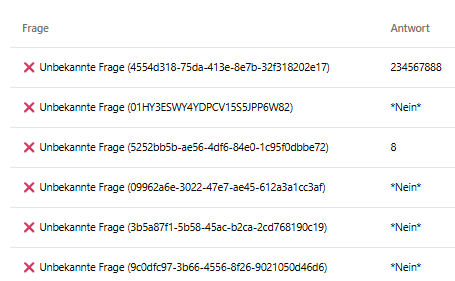 Frage Antwort
Unbekannte Frage (4554d318-75da-413e-8e7b-32f318202e17) 234567888
Unbekannte Frage (01HY3ESWY4YDPCV15S5JPP6W82) *Nein*
Unbekannte Frage (5252bb5b-ae56-4df6-84e0-1c95f0dbbe72) 8
Unbekannte Frage (09962a6e-3022-47e7-ae45-612a3a1cc3af) *Nein*
Unbekannte Frage (3b5a87f1-5b58-45ac-b2ca-2cd768190c19) *Nein*
Unbekannte Frage (9c0dfc97-3b66-4556-8f26-9021050d46d6) *Nein*